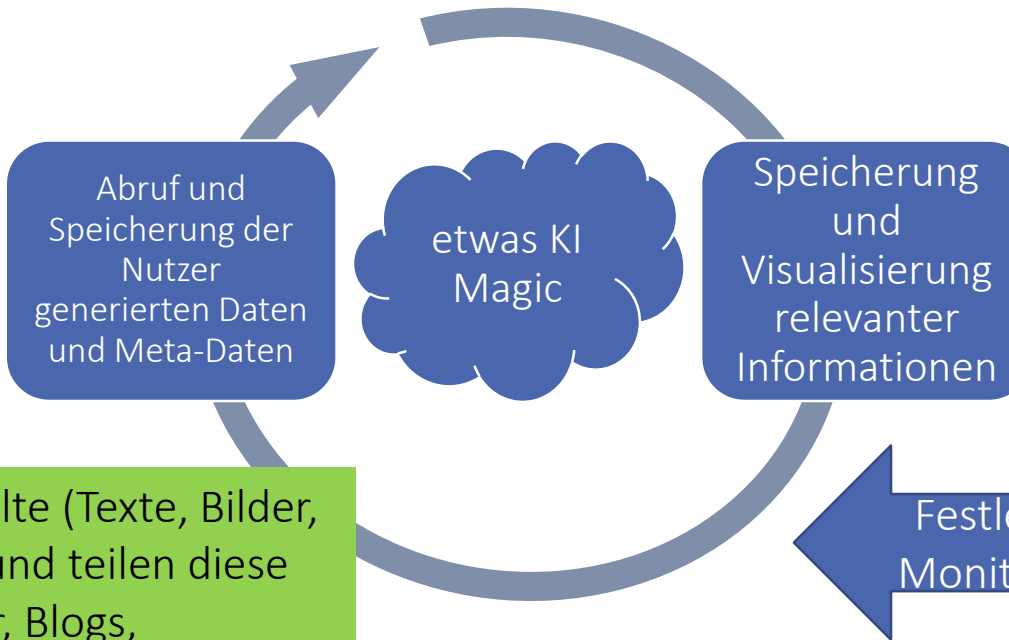 Abruf und
Speicherung der
Nutzer
generierten Daten
und Meta-Daten
etwas KI
Magic
Speicherung
und
Visualisierung
relevanter
Informationen
lte (Texte, Bilder,
und teilen diese
r, Blogs,
Festle
Monit